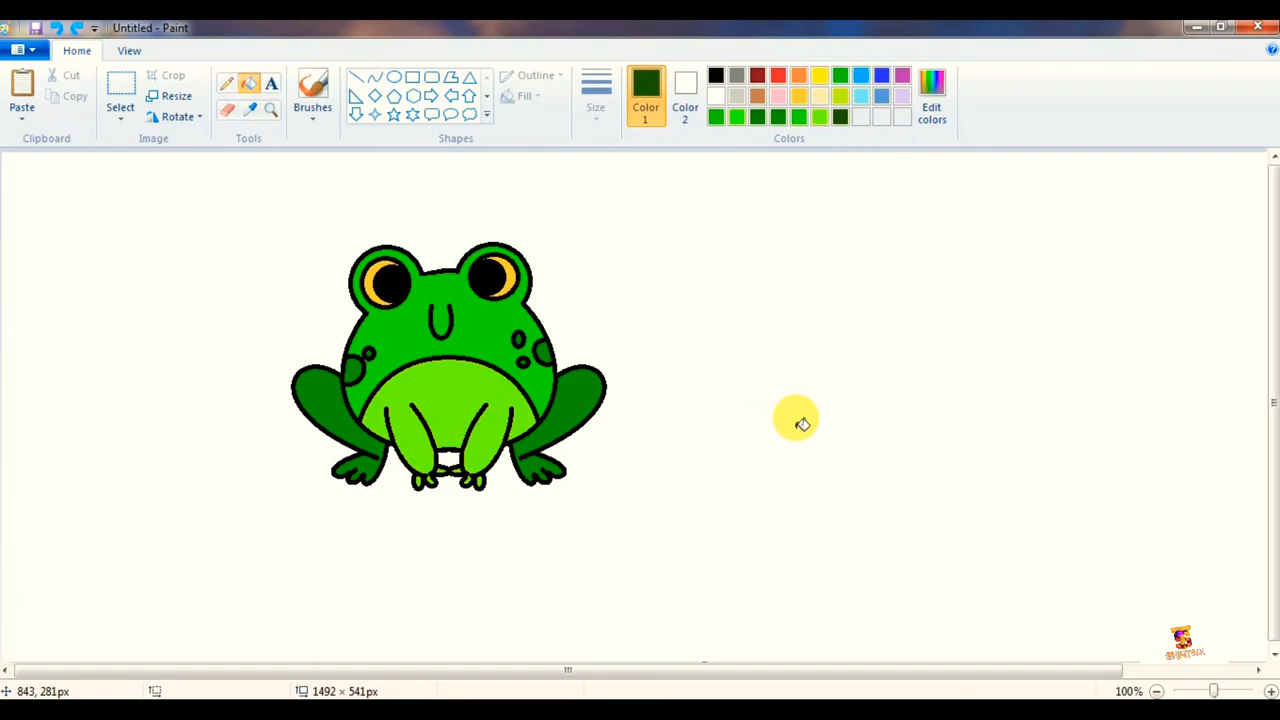 Untitled - Paint
Home View
Paste
Cut
Copy
Clipboard
Select
Crop
Resize
Rotate
Image
A
Tools
Brushes
Outline
Fill
Shapes
Size
Color 1
Color 2
Edit colors
Colors
843, 281px
1492 × 541px
100%